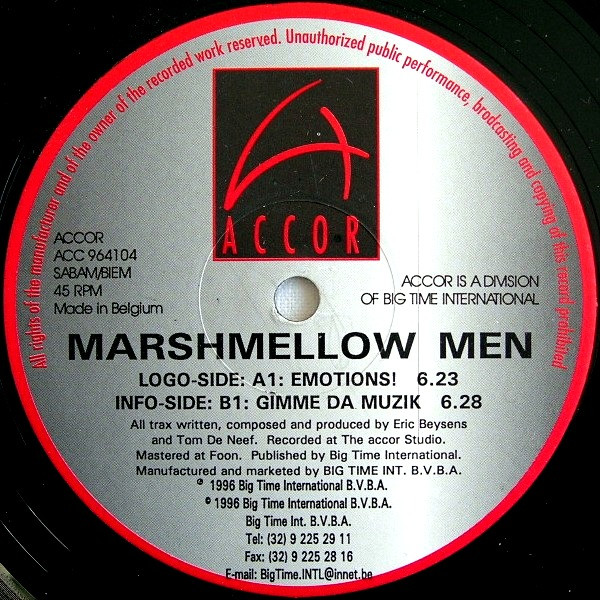 All rights of the manufacturer and of the owner of the recorded work reserved. Unauthorized public performance, brodcasting and copying of this record prohibited
ACCOR
ACCOR
ACC 964104
SABAM/BIEM
45 RPM
Made in Belgium
ACCOR IS A DIVISION
OF BIG TIME INTERNATIONAL
MARSHMELLOW MEN
LOGO-SIDE: A1: EMOTIONS! 6.23
INFO-SIDE: B1: GIMME DA MUZIK 6.28
All trax written, composed and produced by Eric Beysens
and Tom De Neef. Recorded at The accor Studio.
Mastered at Foon. Published by Big Time International.
Manufactured and marketed by BIG TIME INT. B.V.B.A.
℗ 1996 Big Time International B.V.B.A.
© 1996 Big Time International B.V.B.A.
Big Time Int. B.V.B.A.
Tel: (32) 9 225 29 11
Fax: (32) 9 225 28 16
E-mail: BigTime.INTL@innet.be